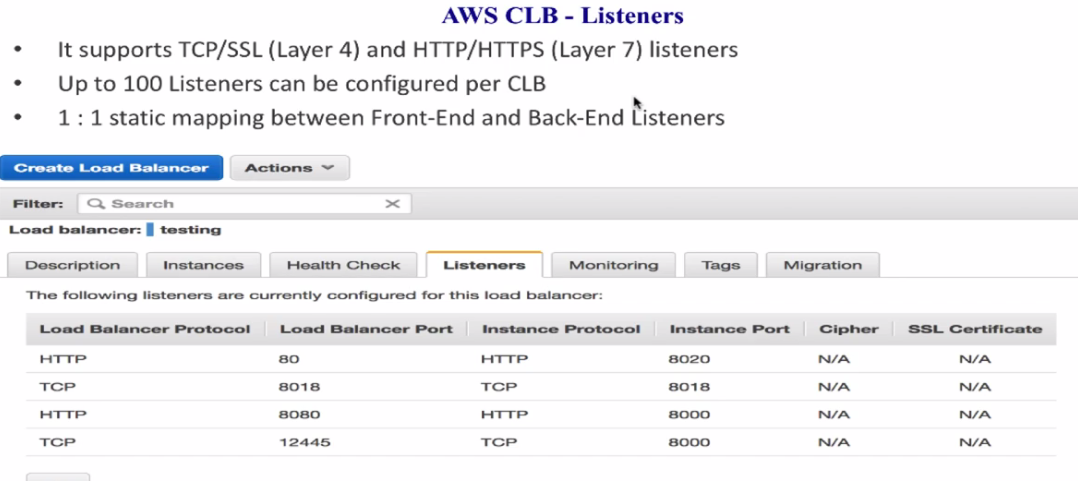 AWS CLB - Listeners
• It supports TCP/SSL (Layer 4) and HTTP/HTTPS (Layer 7) listeners
• Up to 100 Listeners can be configured per CLB
• 1 : 1 static mapping between Front-End and Back-End Listeners
Create Load Balancer Actions
Filter: Search
Load balancer: testing
Description Instances Health Check Listeners Monitoring Tags Migration
The following listeners are currently configured for this load balancer:
Load Balancer Protocol Load Balancer Port Instance Protocol Instance Port Cipher SSL Certificate
HTTP 80 HTTP 8020 N/A N/A
TCP 8018 TCP 8018 N/A N/A
HTTP 8080 HTTP 8000 N/A N/A
TCP 12445 TCP 8000 N/A N/A